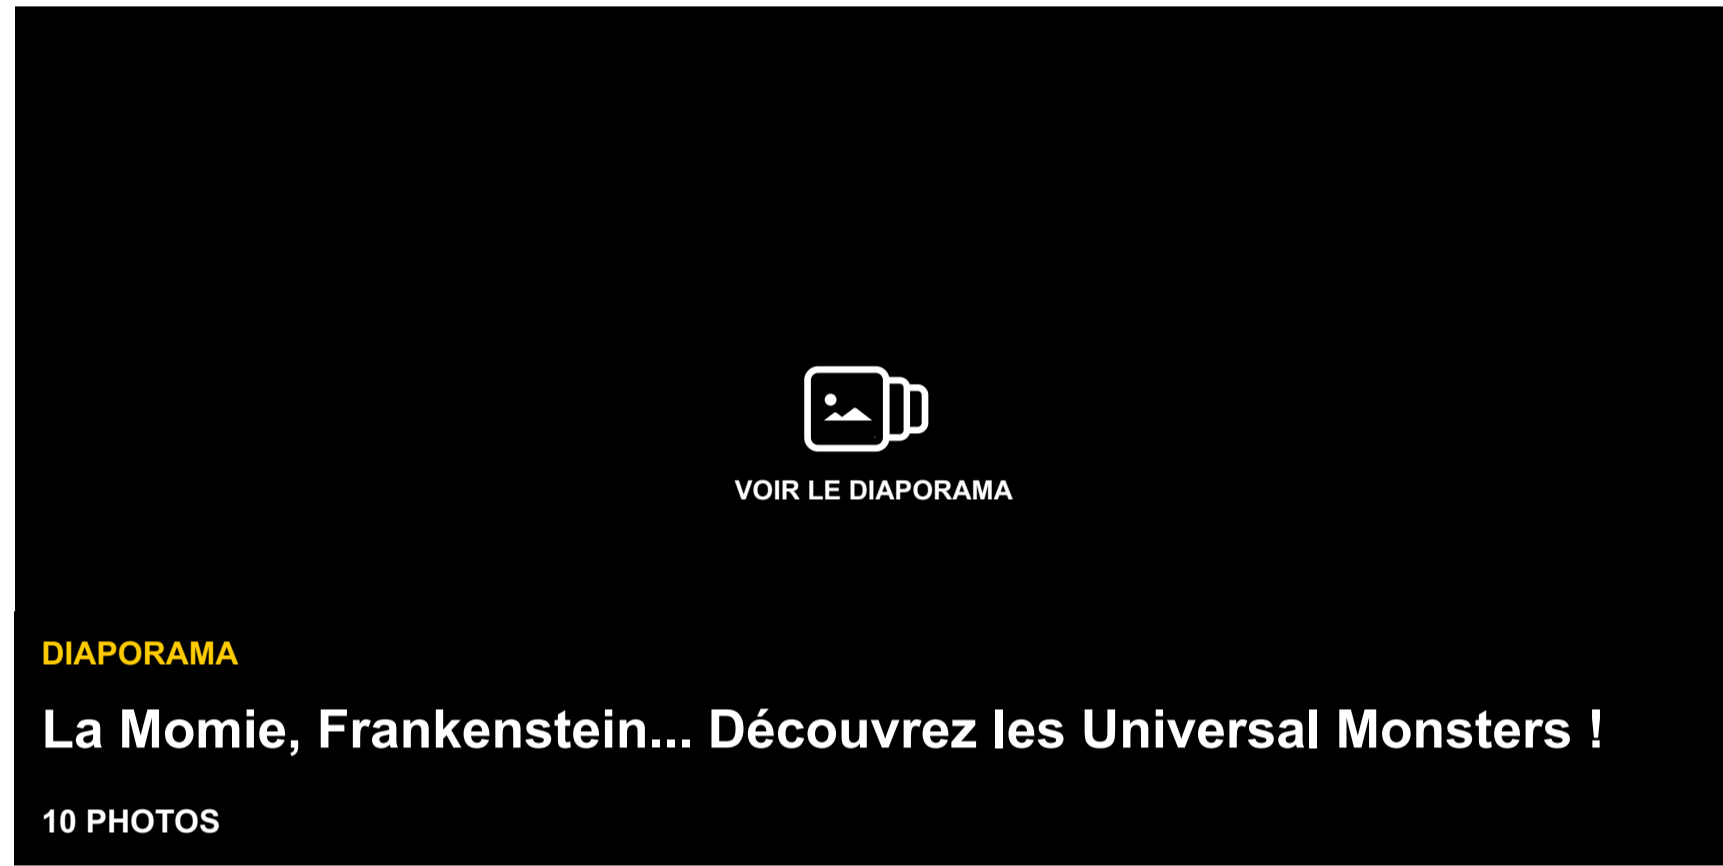 VOIR LE DIAPORAMA
DIAPORAMA
La Momie, Frankenstein... Découvrez les Universal Monsters !
10 PHOTOS